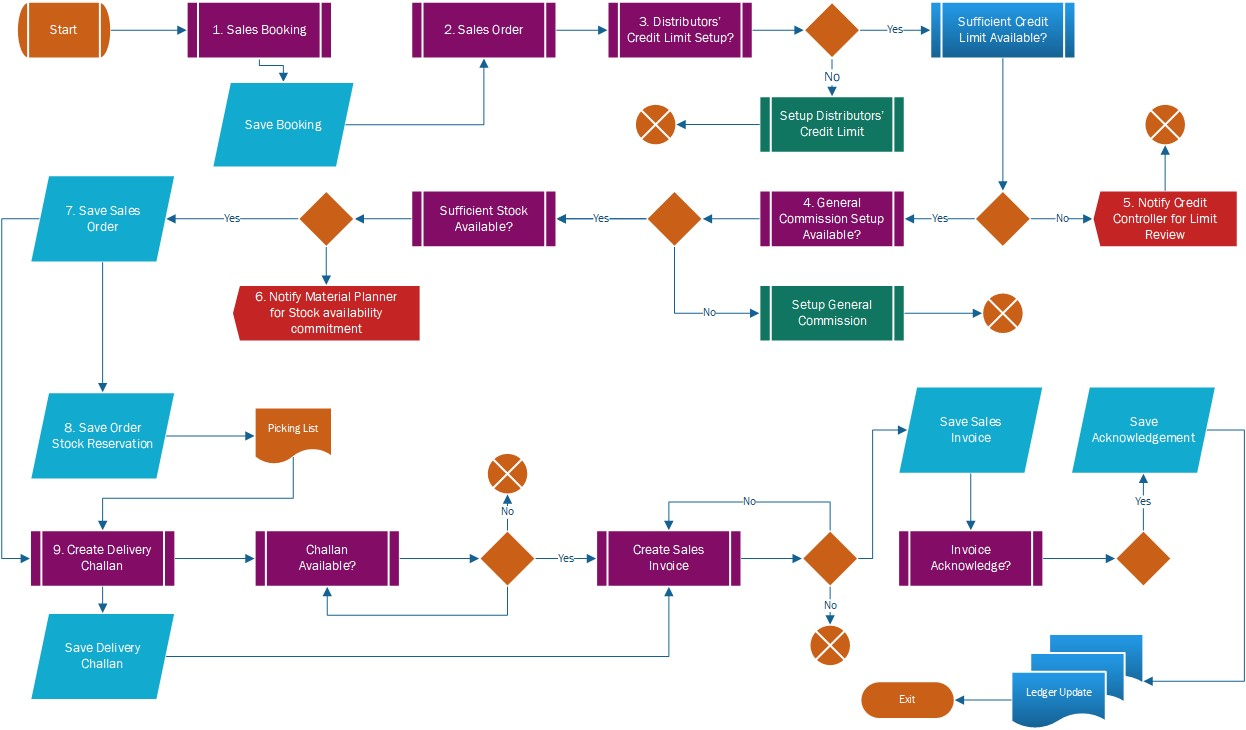 Start
1. Sales Booking
2. Sales Order
3. Distributors'
Credit Limit Setup?
Yes
Sufficient Credit
Limit Available?
No
Save Booking
Setup Distributors'
Credit Limit
7. Save Sales
Order
Yes
Sufficient Stock
Available?
Yes
4. General
Commission Setup
Available?
Yes
No
5. Notify Credit
Controller for Limit
Review
6. Notify Material Planner
for Stock availability
commitment
No
Setup General
Commission
8. Save Order
Stock Reservation
Picking List
Save Sales
Invoice
Save
Acknowledgement
No
No
Yes
9. Create Delivery
Challan
Challan
Available?
Yes
Create Sales
Invoice
Invoice
Acknowledge?
No
Save Delivery
Challan
Ledger Update
Exit